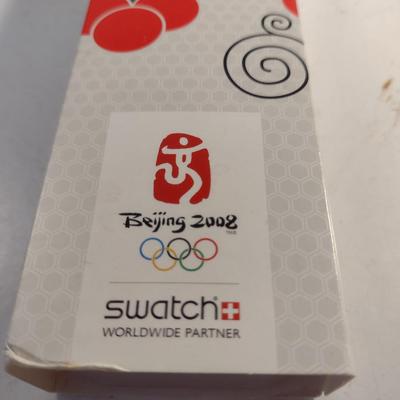 Beijing 2008
swatch
WORLDWIDE PARTNER